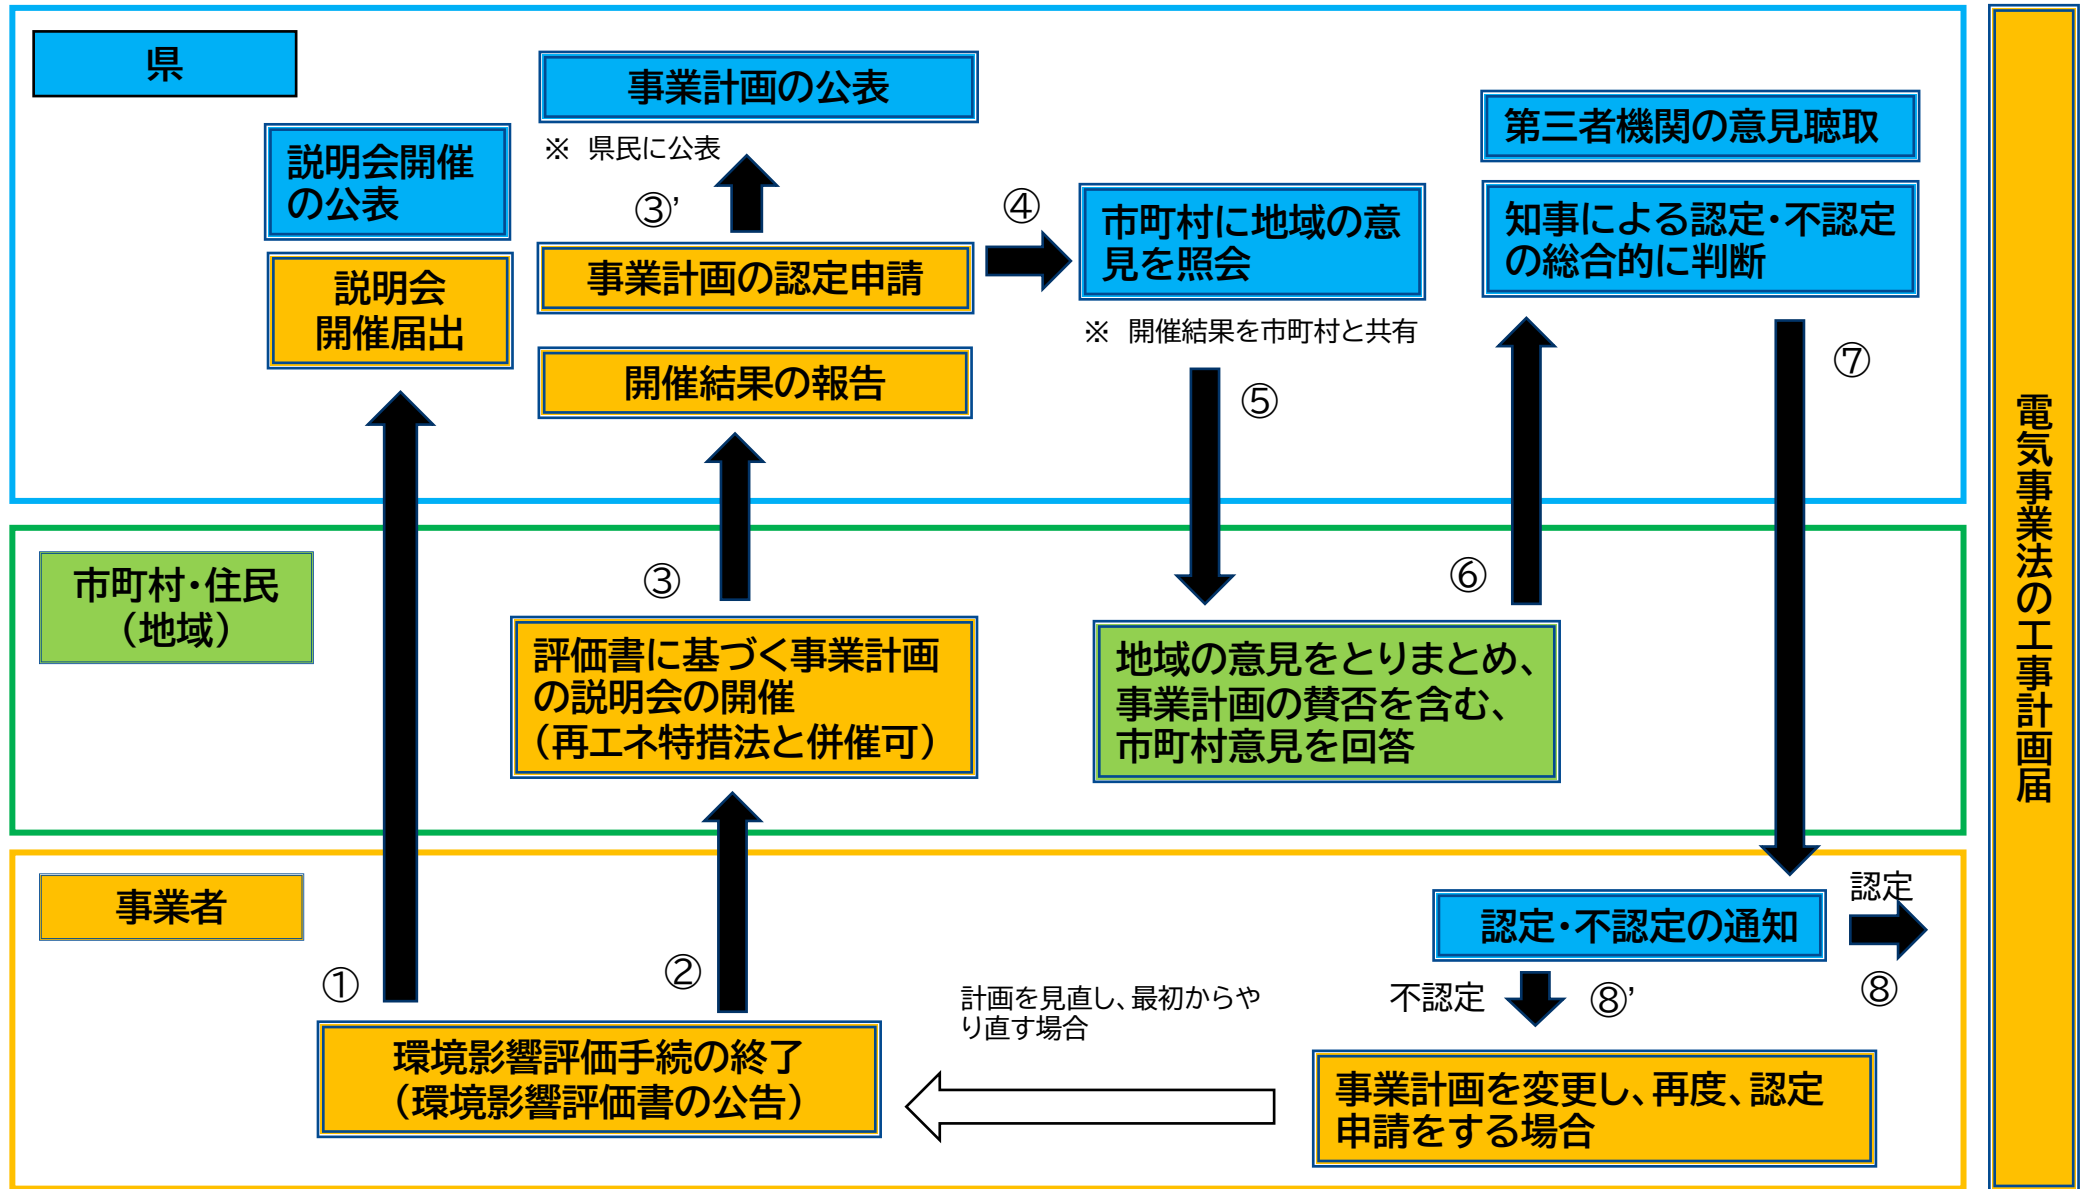 県
説明会開催
の公表
説明会
開催届出
事業計画の公表
※ 県民に公表
③’
事業計画の認定申請
開催結果の報告
④
市町村に地域の意
見を照会
※ 開催結果を市町村と共有
⑤
第三者機関の意見聴取
知事による認定・不認定
の総合的に判断
⑦
市町村・住民
（地域）
③
評価書に基づく事業計画
の説明会の開催
（再エネ特措法と併催可）
⑥
地域の意見をとりまとめ、
事業計画の賛否を含む、
市町村意見を回答
事業者
①
②
環境影響評価手続の終了
（環境影響評価書の公告）
計画を見直し、最初からや
り直す場合
認定・不認定の通知
認定
⑧
不認定
⑧’
事業計画を変更し、再度、認定
申請をする場合
電気事業法の工事計画届